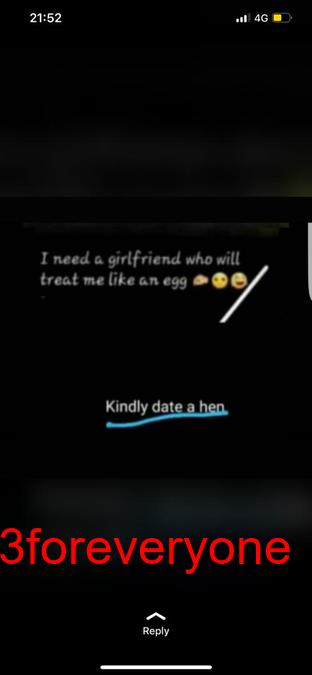 21:52
4G
I need a girlfriend who will
treat me like an egg 🤏😶😅
Kindly date a hen
3foreveryone
Reply